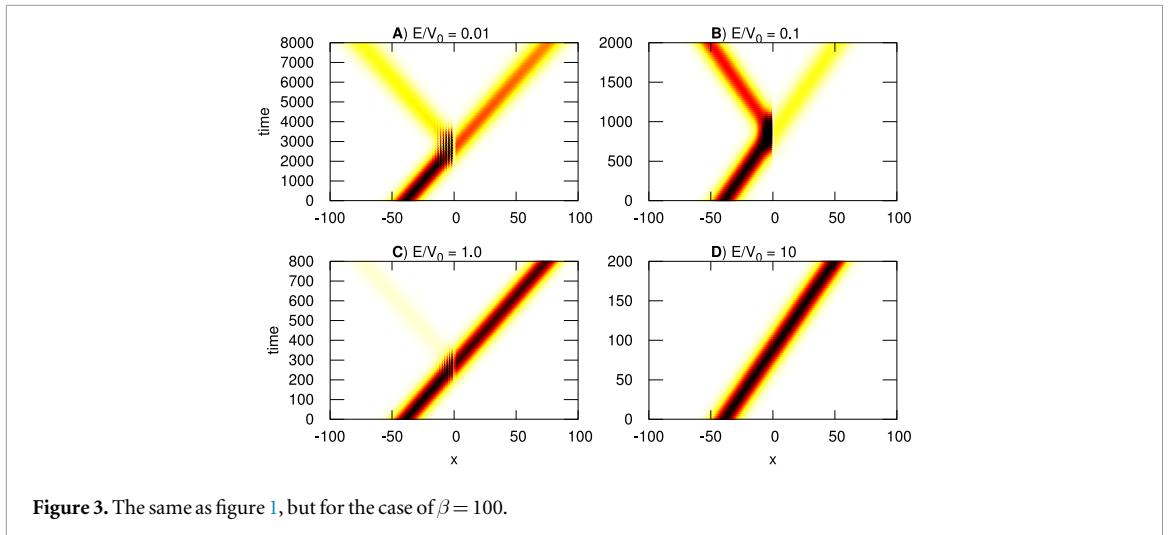 A) E/V0 = 0.01
B) E/V0 = 0.1
8000
7000
6000
5000
4000
3000
2000
1000
0
time
-100 -50 0 50 100
2000
1500
1000
500
0
-100 -50 0 50 100
C) E/V0 = 1.0
D) E/V0 = 10
800
700
600
500
400
300
200
100
0
time
-100 -50 0 50 100
x
200
150
100
50
0
-100 -50 0 50 100
x
Figure 3. The same as figure 1, but for the case of β = 100.